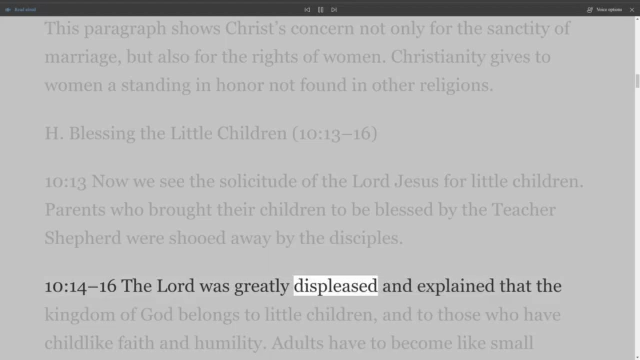 Read aloud
Voice options
This paragraph shows Christ's concern not only for the sanctity of
marriage, but also for the rights of women. Christianity gives to
women a standing in honor not found in other religions.
H. Blessing the Little Children (10:13–16)
10:13 Now we see the solicitude of the Lord Jesus for little children.
Parents who brought their children to be blessed by the Teacher
Shepherd were shooed away by the disciples.
10:14–16 The Lord was greatly displeased and explained that the
kingdom of God belongs to little children, and to those who have
childlike faith and humility. Adults have to become like small